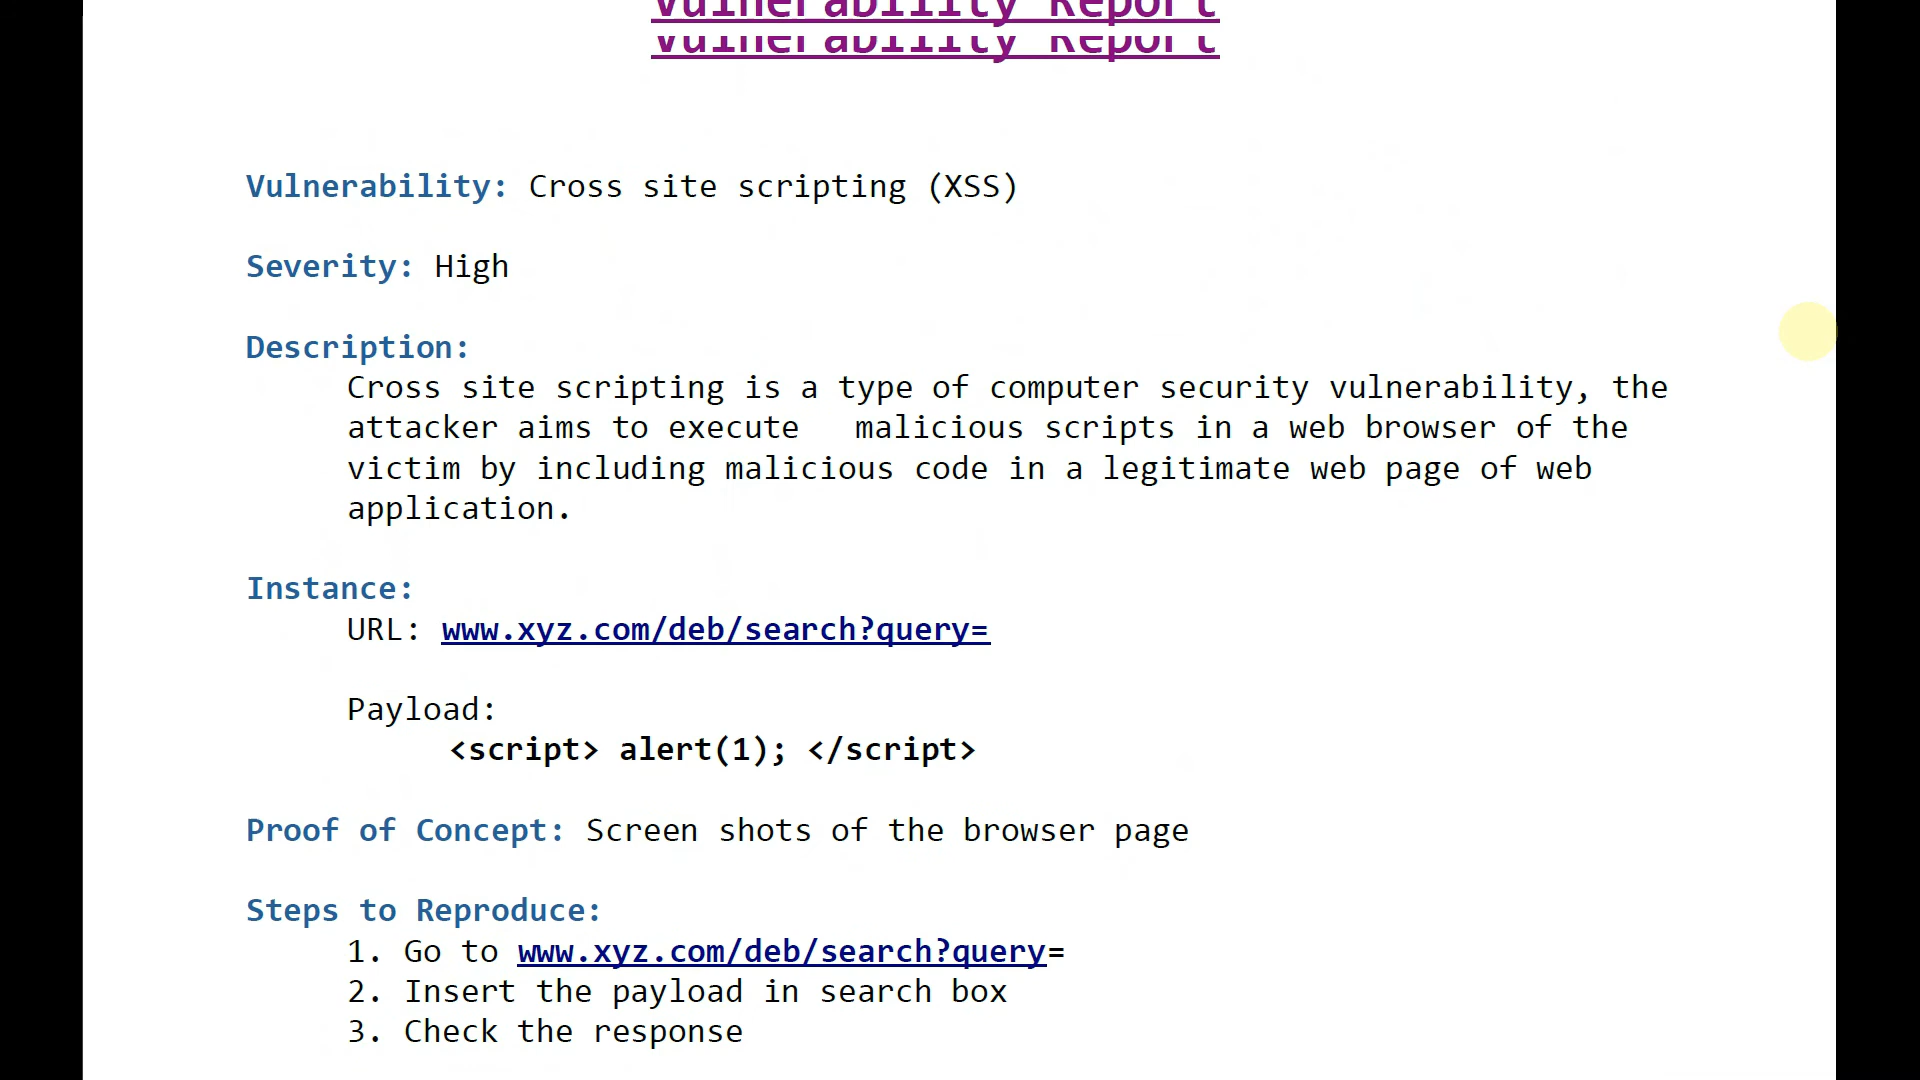 Vulnerability Report
Vulnerability Report
Vulnerability: Cross site scripting (XSS)
Severity: High
Description:
Cross site scripting is a type of computer security vulnerability, the
attacker aims to execute   malicious scripts in a web browser of the
victim by including malicious code in a legitimate web page of web
application.
Instance:
URL: www.xyz.com/deb/search?query=
Payload:
<script> alert(1); </script>
Proof of Concept: Screen shots of the browser page
Steps to Reproduce:
1. Go to www.xyz.com/deb/search?query=
2. Insert the payload in search box
3. Check the response